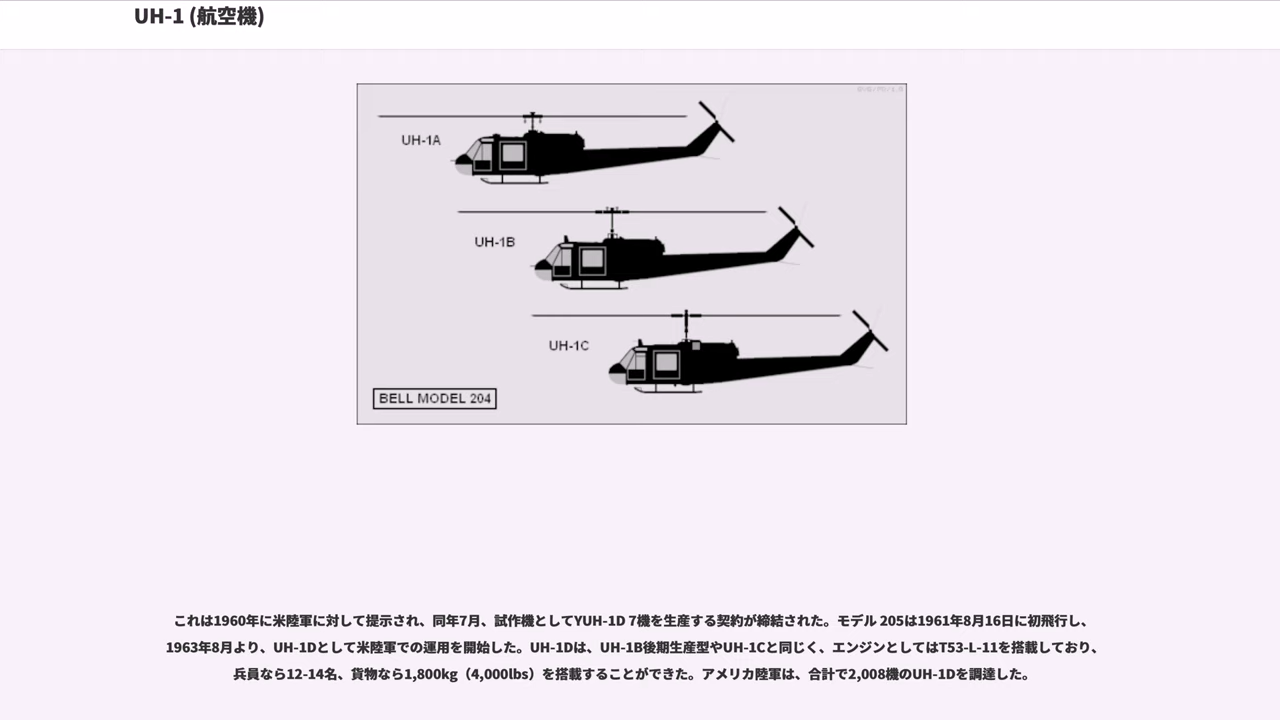 UH-1 (航空機)
UH-1A
UH-1B
UH-1C
BELL MODEL 204
これは1960年に米陸軍に対して提示され、同年7月、試作機としてYUH-1D 7機を生産する契約が締結された。モデル 205は1961年8月16日に初飛行し、
1963年8月より、UH-1Dとして米陸軍での運用を開始した。UH-1Dは、UH-1B後期生産型やUH-1Cと同じく、エンジンとしてはT53-L-11を搭載しており、
兵員なら12-14名、貨物なら1,800kg（4,000lbs）を搭載することができた。アメリカ陸軍は、合計で2,008機のUH-1Dを調達した。